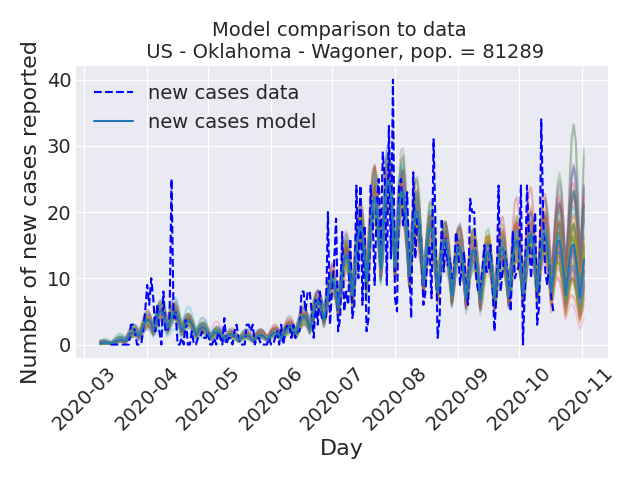 Model comparison to data
US - Oklahoma - Wagoner, pop. = 81289
Number of new cases reported
40
30
20
10
0
new cases data
new cases model
2020-03
2020-04
2020-05
2020-06
2020-07
2020-08
2020-09
2020-10
2020-11
Day